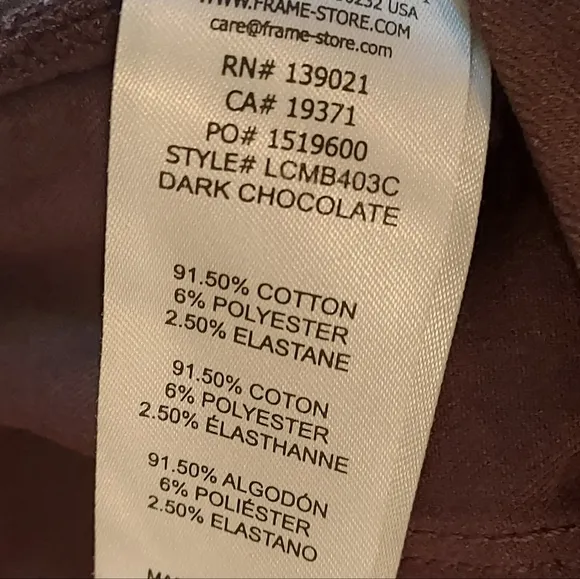 USA
WWW.FRAME-STORE.COM
care@frame-store.com
RN# 139021
CA# 19371
PO# 1519600
STYLE# LCMB403C
DARK CHOCOLATE
91.50% COTTON
6% POLYESTER
2.50% ELASTANE
91.50% COTON
6% POLYESTER
2.50% ÉLASTHANNE
91.50% ALGODÓN
6% POLIÉSTER
2.50% ELASTANO